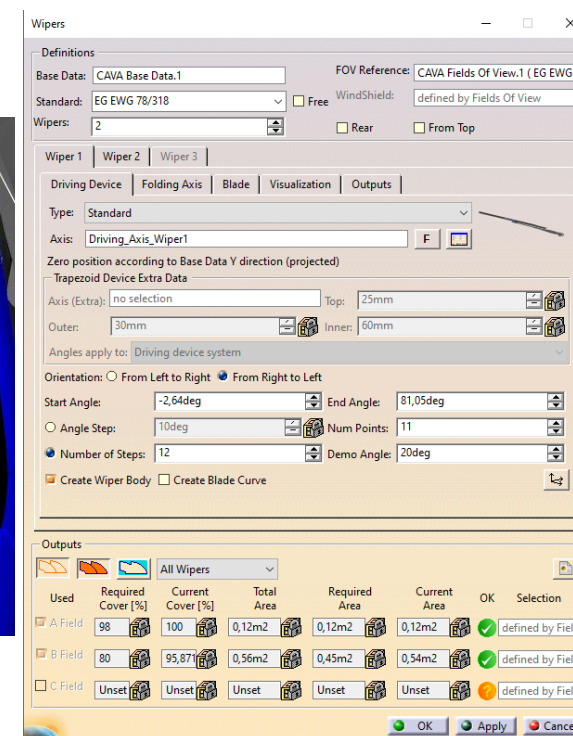 Wipers
Definitions
Base Data: CAVA Base Data.1 FOV Reference: CAVA Fields Of View.1 ( EG EWG
Standard: EG EWG 78/318 Free WindShield: defined by Fields Of View
Wipers: 2 Rear From Top
Wiper 1 Wiper 2 Wiper 3
Driving Device Folding Axis Blade Visualization Outputs
Type: Standard
Axis: Driving_Axis_Wiper1 F
Zero position according to Base Data Y direction (projected)
Trapezoid Device Extra Data
Axis (Extra): no selection Top: 25mm
Outer: 30mm Inner: 60mm
Angles apply to: Driving device system
Orientation: From Left to Right From Right to Left
Start Angle: -2,64deg End Angle: 81,05deg
Angle Step: 10deg Num Points: 11
Number of Steps: 12 Demo Angle: 20deg
Create Wiper Body Create Blade Curve
Outputs
All Wipers
Used Required Cover [%] Current Cover [%] Total Area Required Area Current Area OK Selection
A Field 98 100 0,12m2 0,12m2 0,12m2 defined by Fiel
B Field 80 95,871 0,56m2 0,45m2 0,54m2 defined by Fiel
C Field Unset Unset Unset Unset Unset ? defined by Fiel
OK Apply Cance